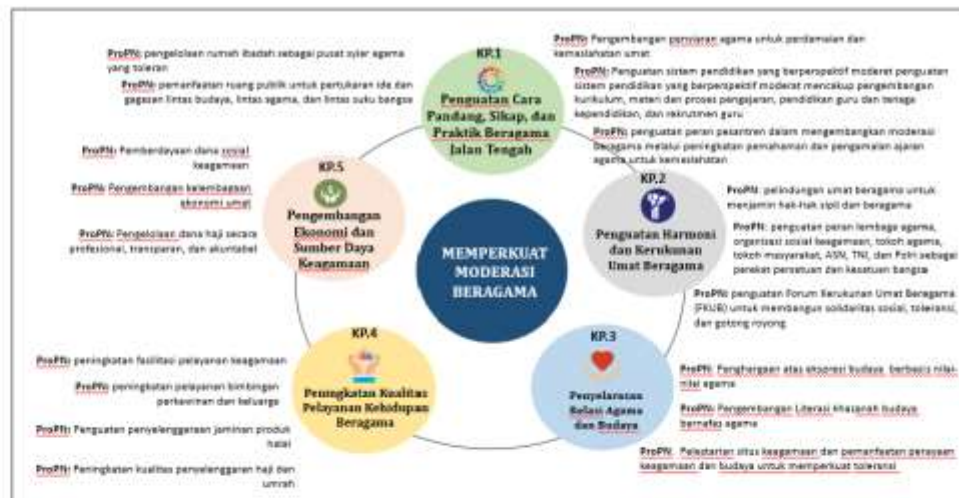 KP.1
Penguatan Cara
Pandang, Sikap, dan
Praktik Beragama
Jalan Tengah
ProPN: pengelolaan rumah ibadah sebagai pusat syiar agama
yang toleran
ProPN: pemanfaatan ruang publik untuk pertukaran ide dan
gagasan lintas budaya, lintas agama, dan lintas suku bangsa
ProPN: Pengembangan penyiaran agama untuk perdamaian dan
kemaslahatan umat
ProPN: Penguatan sistem pendidikan yang berperspektif moderat penguatan
sistem pendidikan yang berperspektif moderat mencakup pengembangan
kurikulum, materi dan proses pengajaran, pendidikan guru dan tenaga
kependidikan, dan rekrutmen guru
ProPN: penguatan peran pesantren dalam mengembangkan moderasi
beragama melalui peningkatan pemahaman dan pengamalan ajaran
agama untuk kemaslahatan
KP.2
Penguatan Harmoni
dan Kerukunan
Umat Beragama
ProPN: pelindungan umat beragama untuk
menjamin hak-hak sipil dan beragama
ProPN: penguatan peran lembaga agama,
organisasi sosial keagamaan, tokoh agama,
tokoh masyarakat, ASN, TNI, dan Polri sebagai
perekat persatuan dan kesatuan bangsa
ProPN: penguatan Forum Kerukunan Umat Beragama
(FKUB) untuk membangun solidaritas sosial, toleransi,
dan gotong royong
KP.3
Penyelarasan
Relasi Agama
dan Budaya
ProPN: Penghargaan atas ekspresi budaya berbasis nilai-
nilai agama
ProPN: Pengembangan Literasi khasanah budaya
bernafas agama
ProPN: Pelestarian situs keagamaan dan pemanfaatan perayaan
keagamaan dan budaya untuk memperkuat toleransi
KP.4
Peningkatan Kualitas
Pelayanan Kehidupan
Beragama
ProPN: peningkatan fasilitasi pelayanan keagamaan
ProPN: peningkatan pelayanan bimbingan
perkawinan dan keluarga
ProPN: Penguatan penyelenggaraan jaminan produk
halal
ProPN: Peningkatan kualitas penyelenggaran haji dan
umrah
KP.5
Pengembangan
Ekonomi dan
Sumber Daya
Keagamaan
ProPN: Pemberdayaan dana sosial
keagamaan
ProPN: Pengembangan kelembagaan
ekonomi umat
ProPN: Pengelolaan dana haji secara
profesional, transparan, dan akuntabel
MEMPERKUAT
MODERASI
BERAGAMA